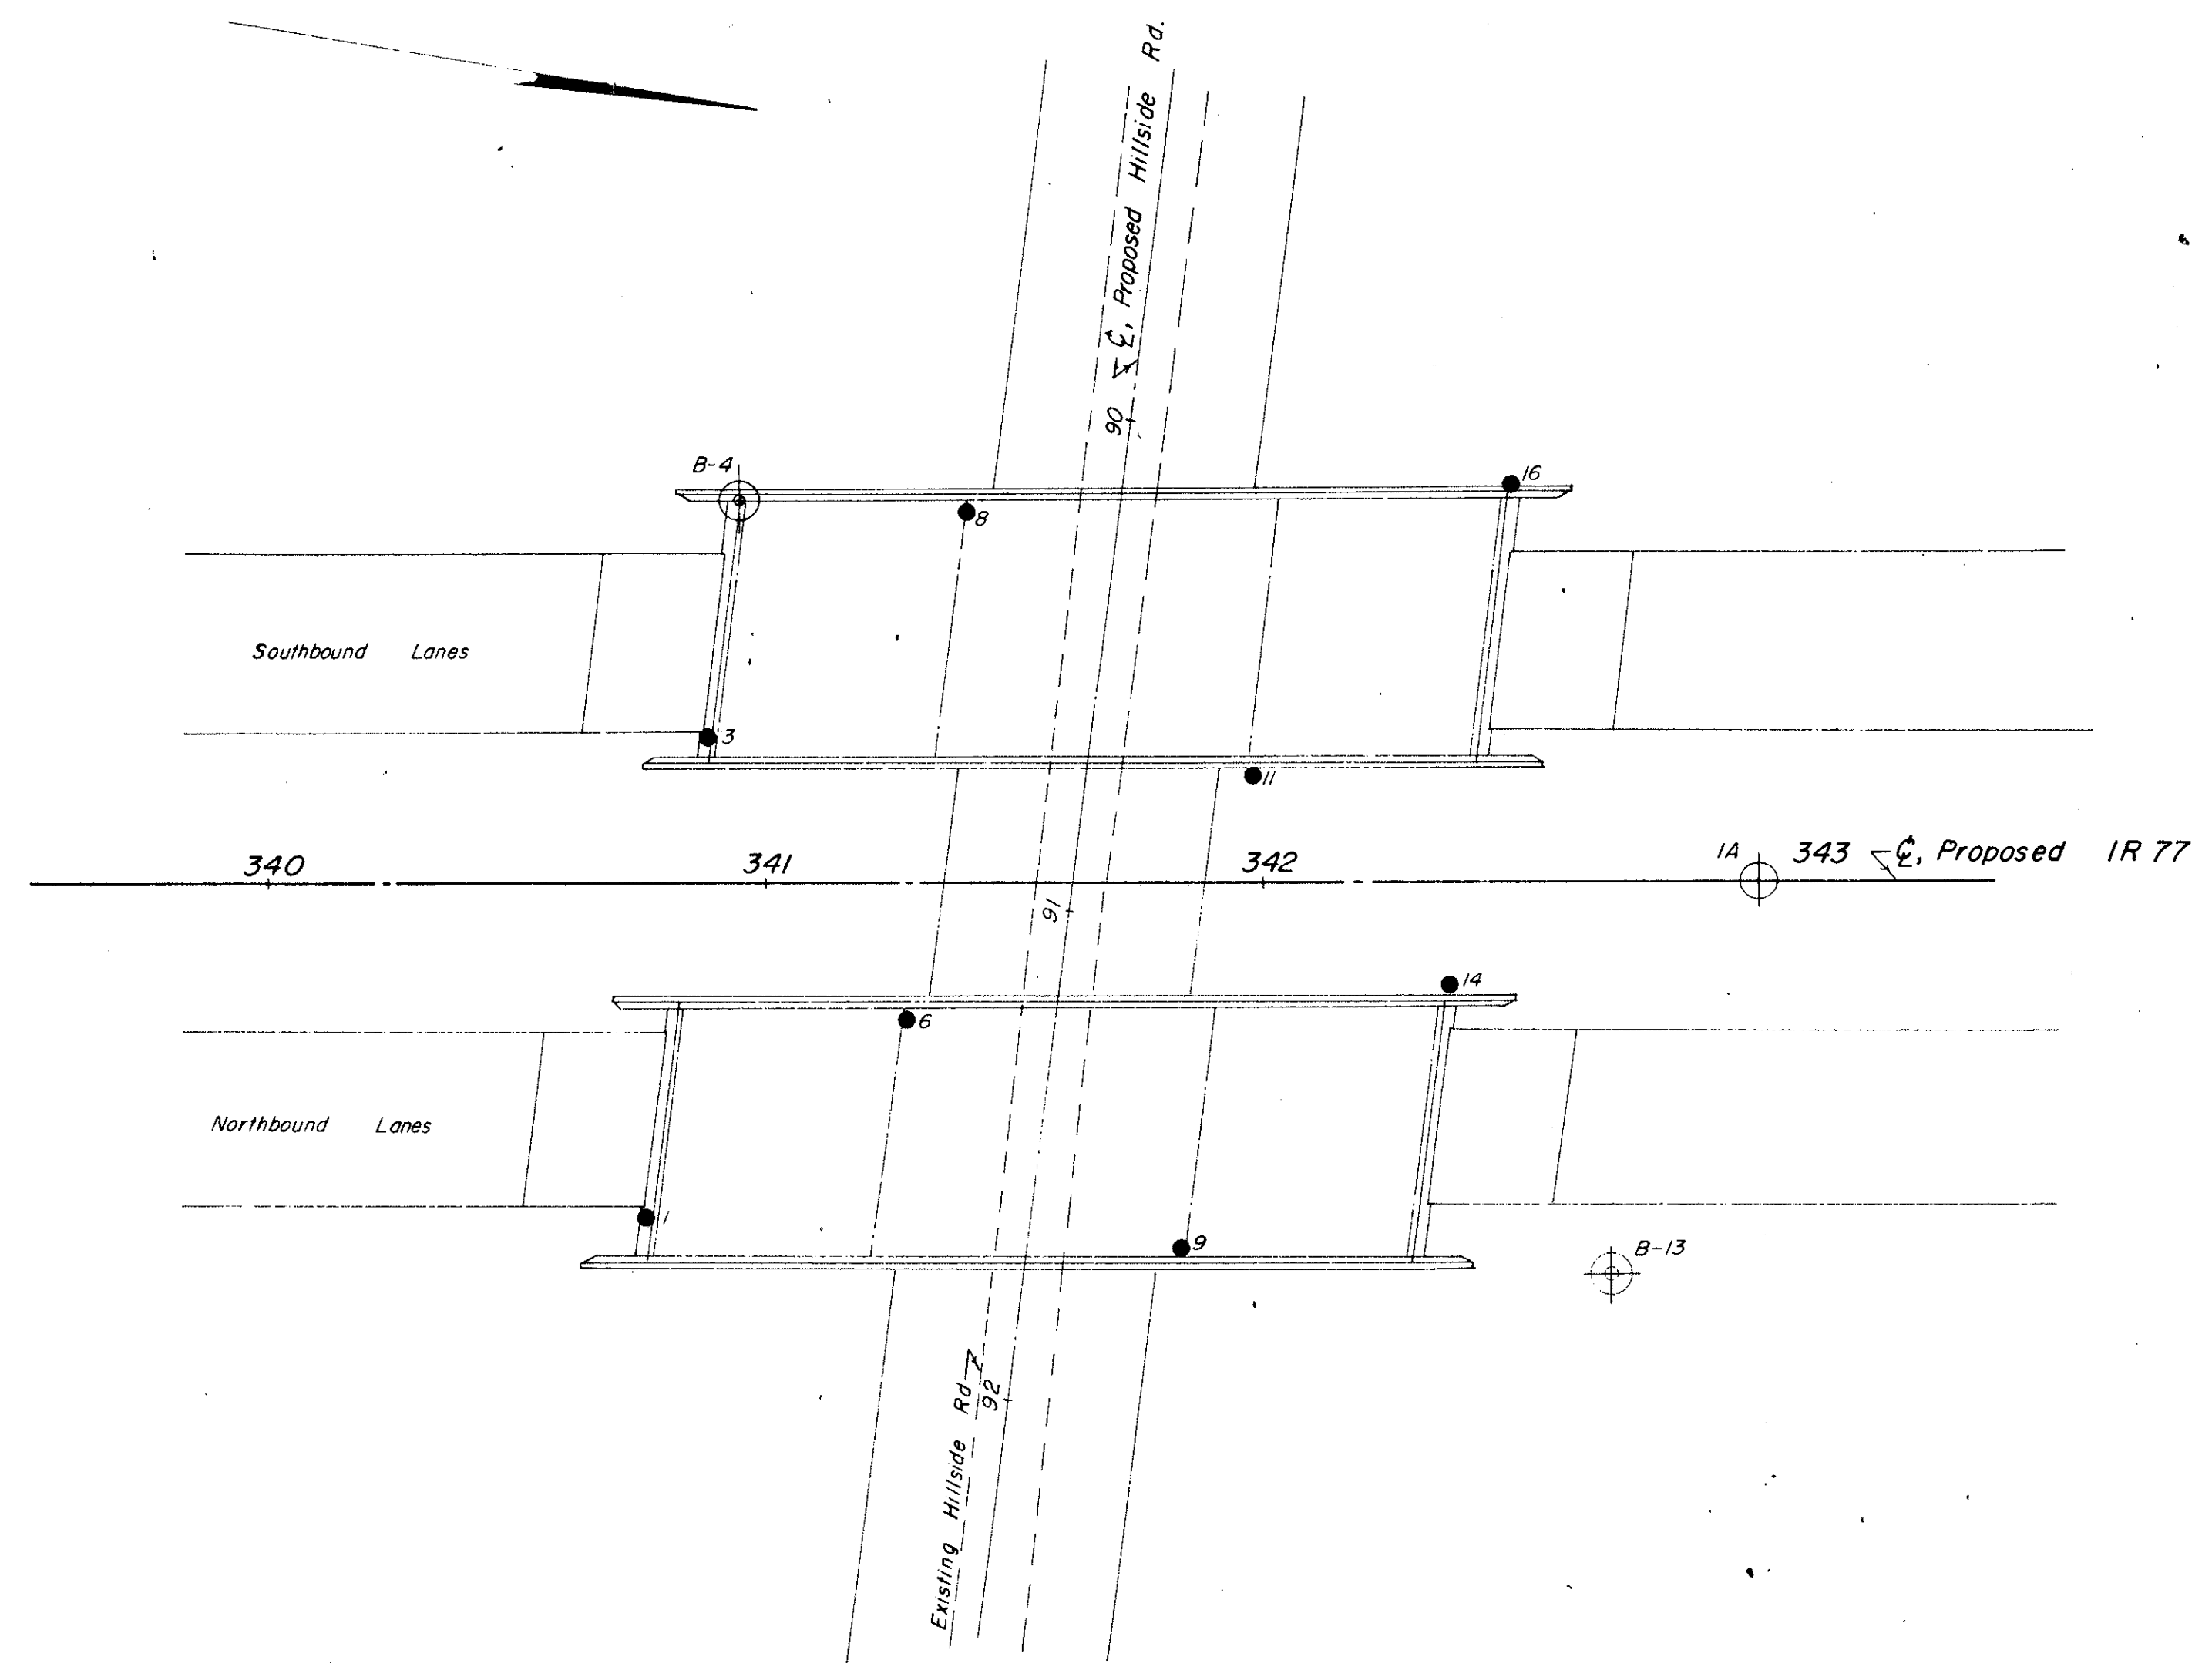 ℄, Proposed Hillside Rd.
90
B-4
16
8
Southbound Lanes
3
11
340
341
342
1A
343
℄, Proposed IR 77
91
14
6
Northbound Lanes
1
9
B-13
Existing Hillside Rd
92